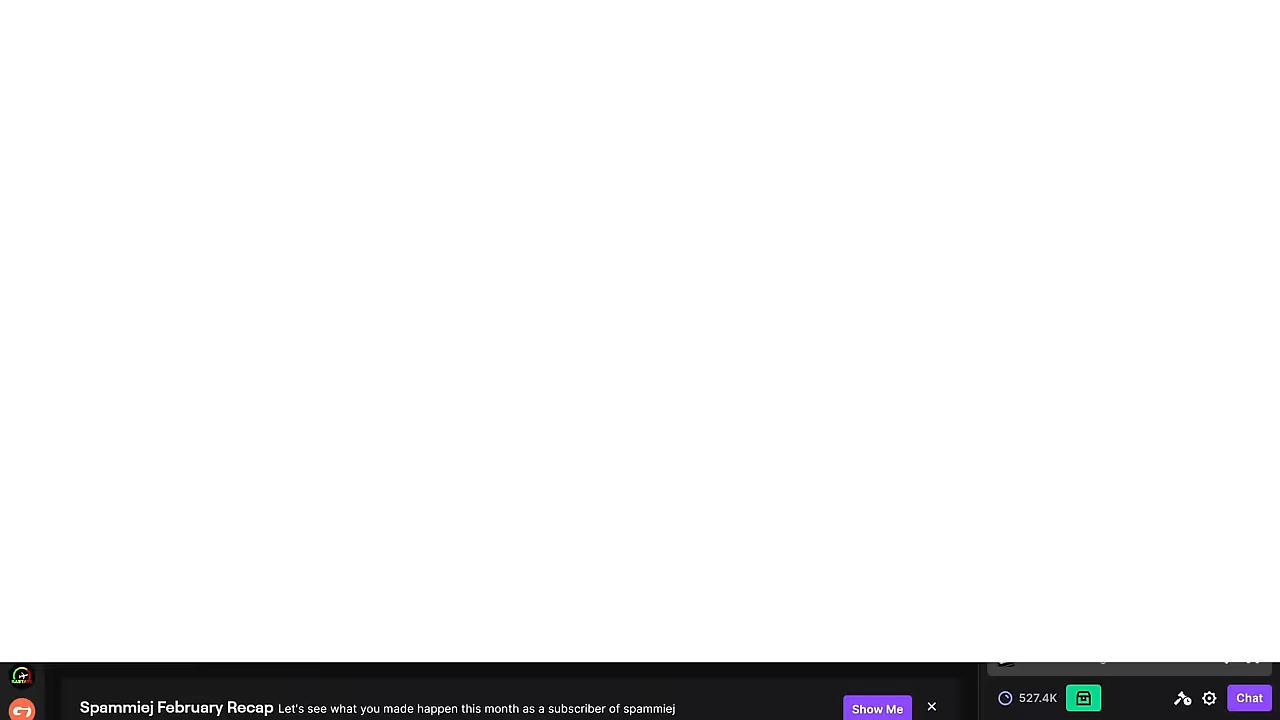 Spammiej February Recap Let's see what you made happen this month as a subscriber of spammiej
Show Me
527.4K
Chat